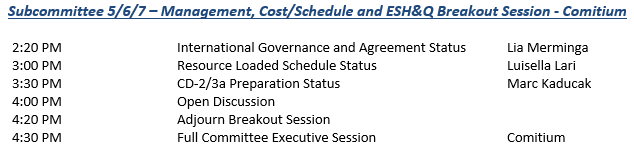 Subcommittee 5/6/7 – Management, Cost/Schedule and ESH&Q Breakout Session - Comitium
2:20 PM International Governance and Agreement Status Lia Merminga
3:00 PM Resource Loaded Schedule Status Luisella Lari
3:30 PM CD-2/3a Preparation Status Marc Kaducak
4:00 PM Open Discussion
4:20 PM Adjourn Breakout Session
4:30 PM Full Committee Executive Session Comitium